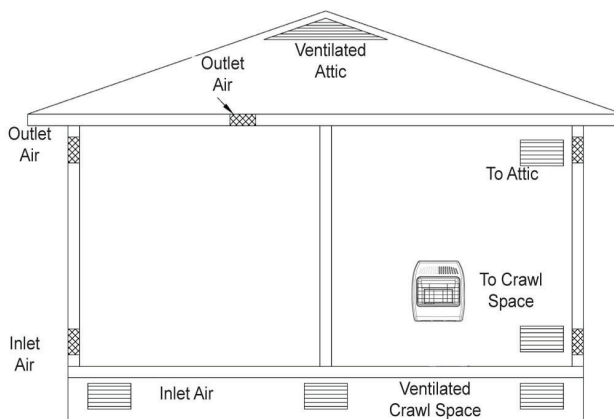 Ventilated
Attic
Outlet
Air
Outlet
Air
To Attic
To Crawl
Space
Inlet
Air
Inlet Air
Ventilated
Crawl Space